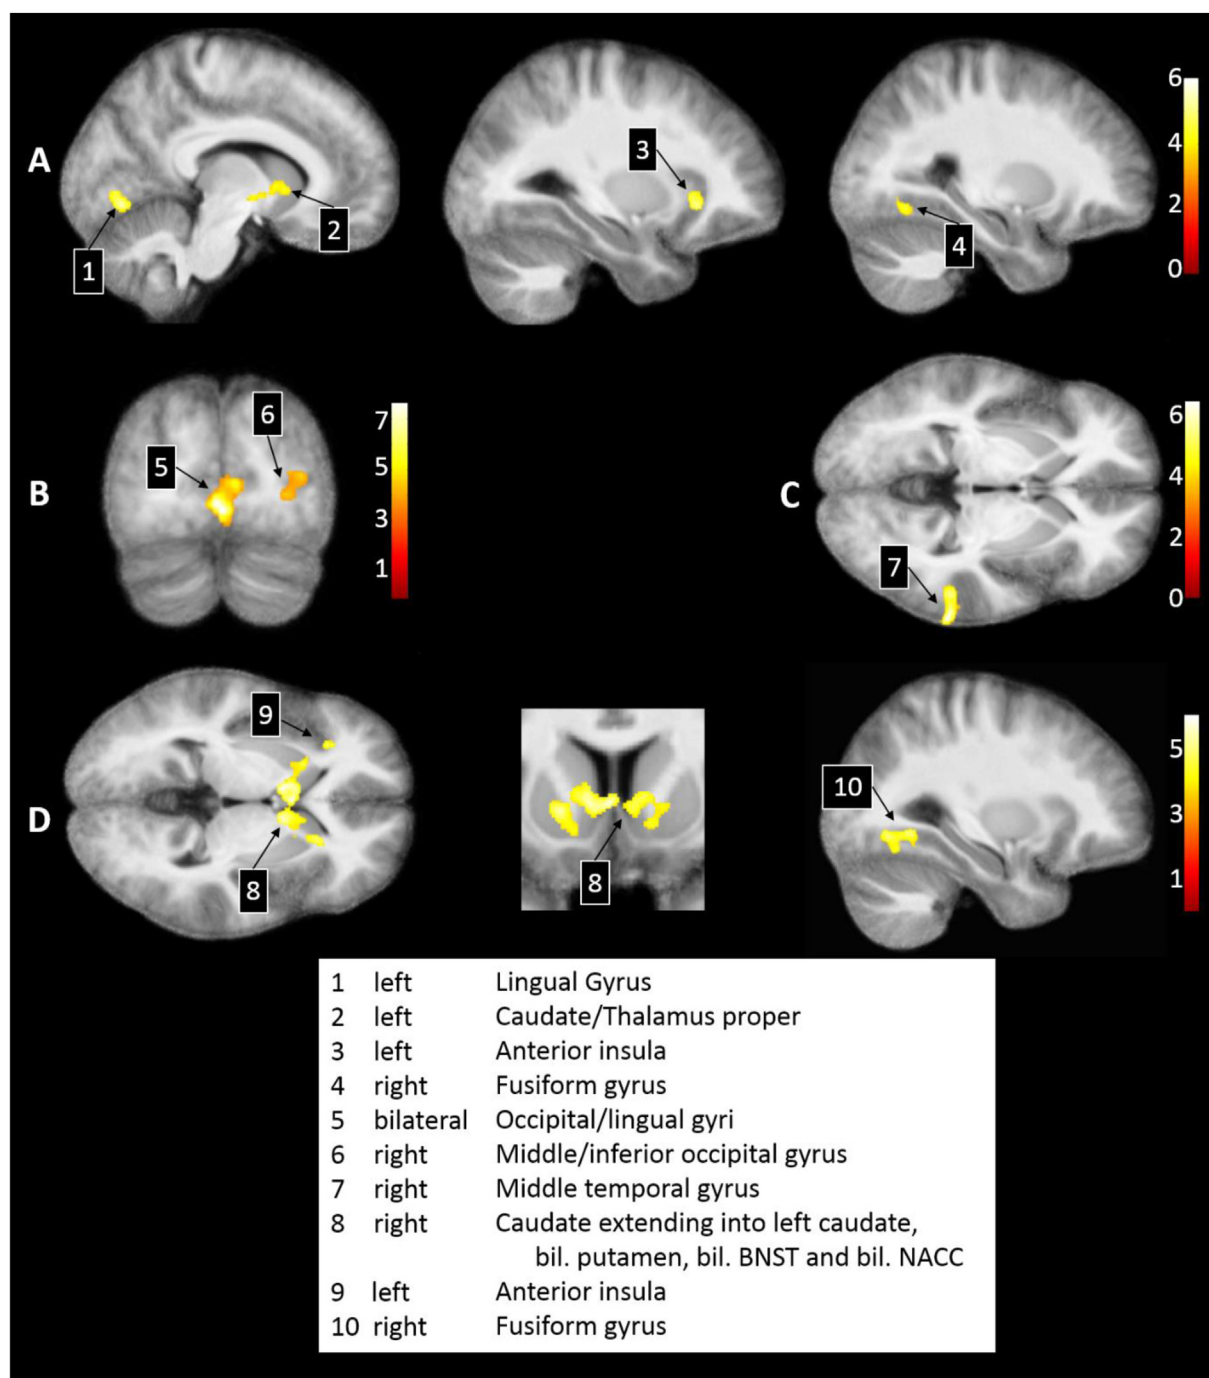 A
1
2
3
4
6
4
2
0
B
5
6
7
5
3
1
C
7
6
4
2
0
D
9
8
8
10
5
3
1
1 left Lingual Gyrus
2 left Caudate/Thalamus proper
3 left Anterior insula
4 right Fusiform gyrus
5 bilateral Occipital/lingual gyri
6 right Middle/inferior occipital gyrus
7 right Middle temporal gyrus
8 right Caudate extending into left caudate,
bil. putamen, bil. BNST and bil. NACC
9 left Anterior insula
10 right Fusiform gyrus